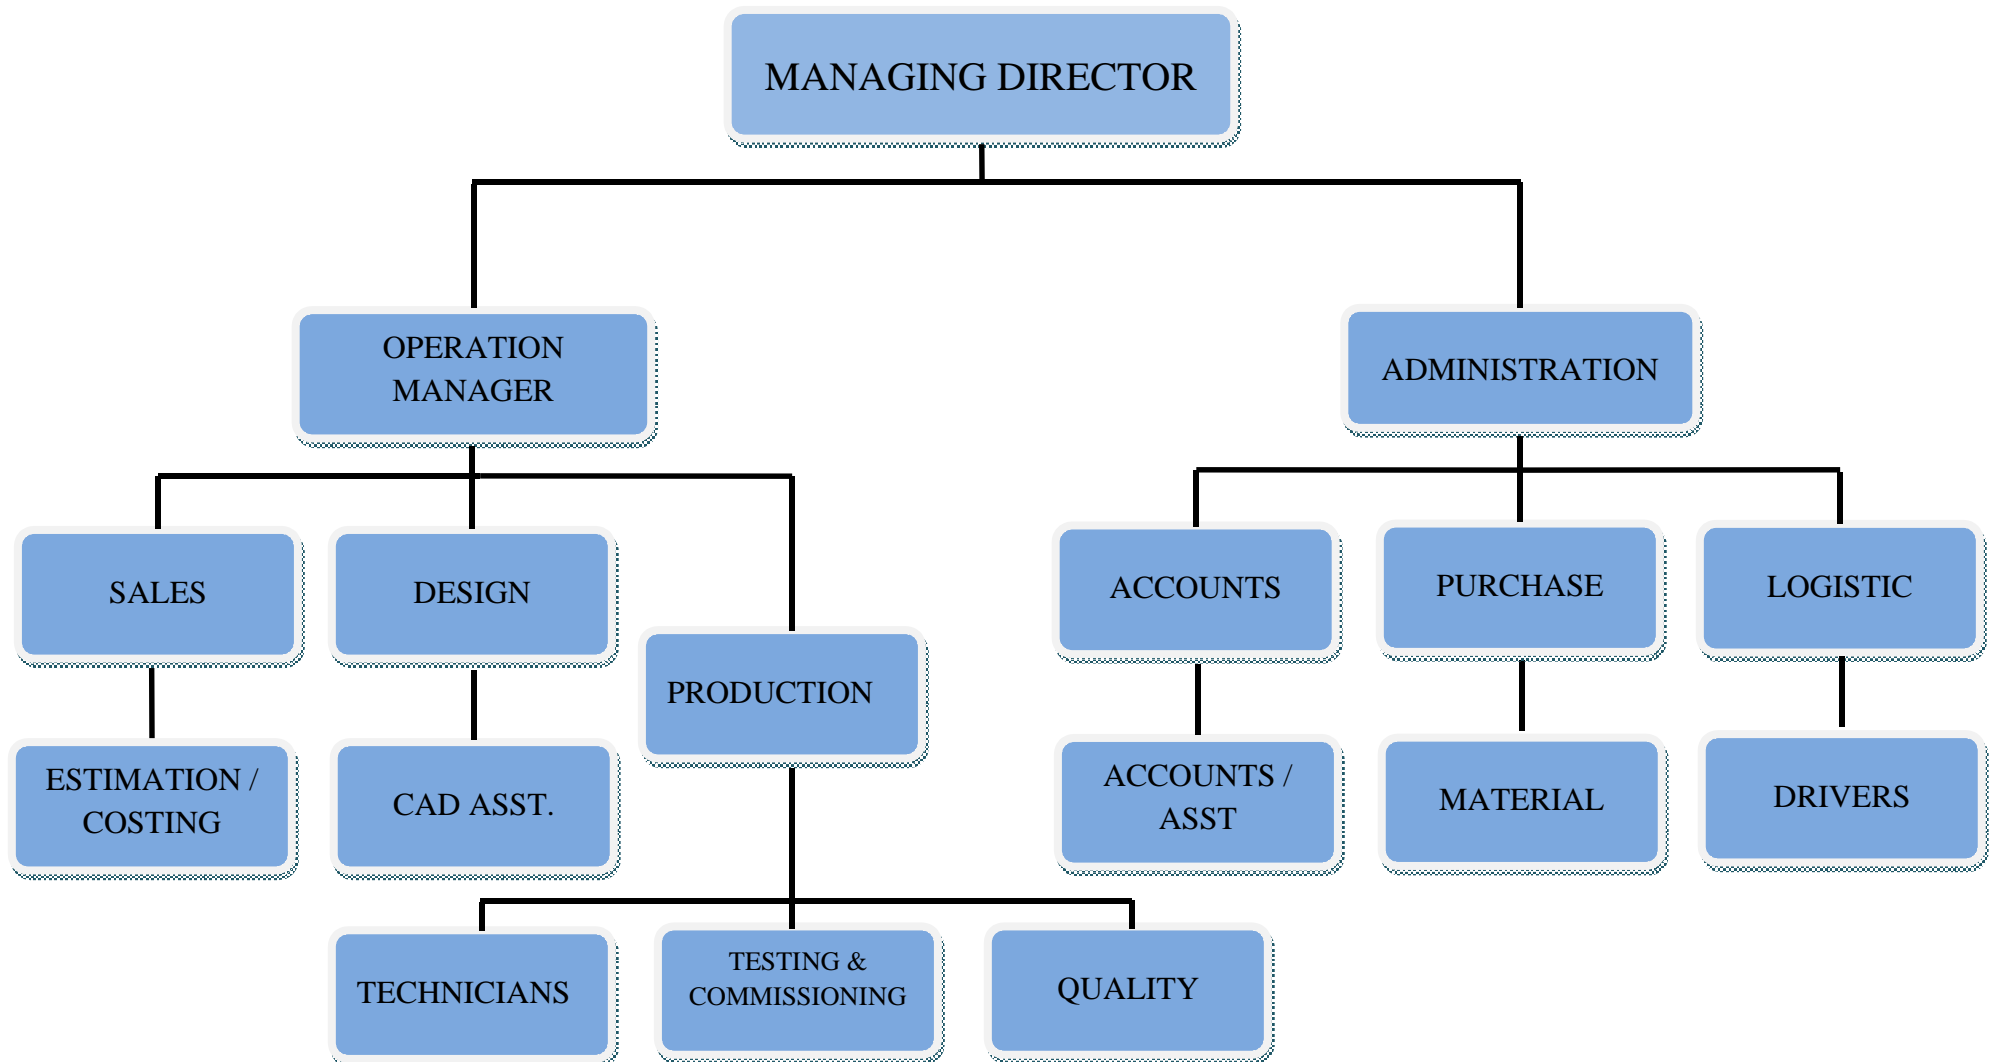 MANAGING DIRECTOR
OPERATION
MANAGER
ADMINISTRATION
SALES
DESIGN
PRODUCTION
ACCOUNTS
PURCHASE
LOGISTIC
ESTIMATION /
COSTING
CAD ASST.
ACCOUNTS /
ASST
MATERIAL
DRIVERS
TECHNICIANS
TESTING &
COMMISSIONING
QUALITY